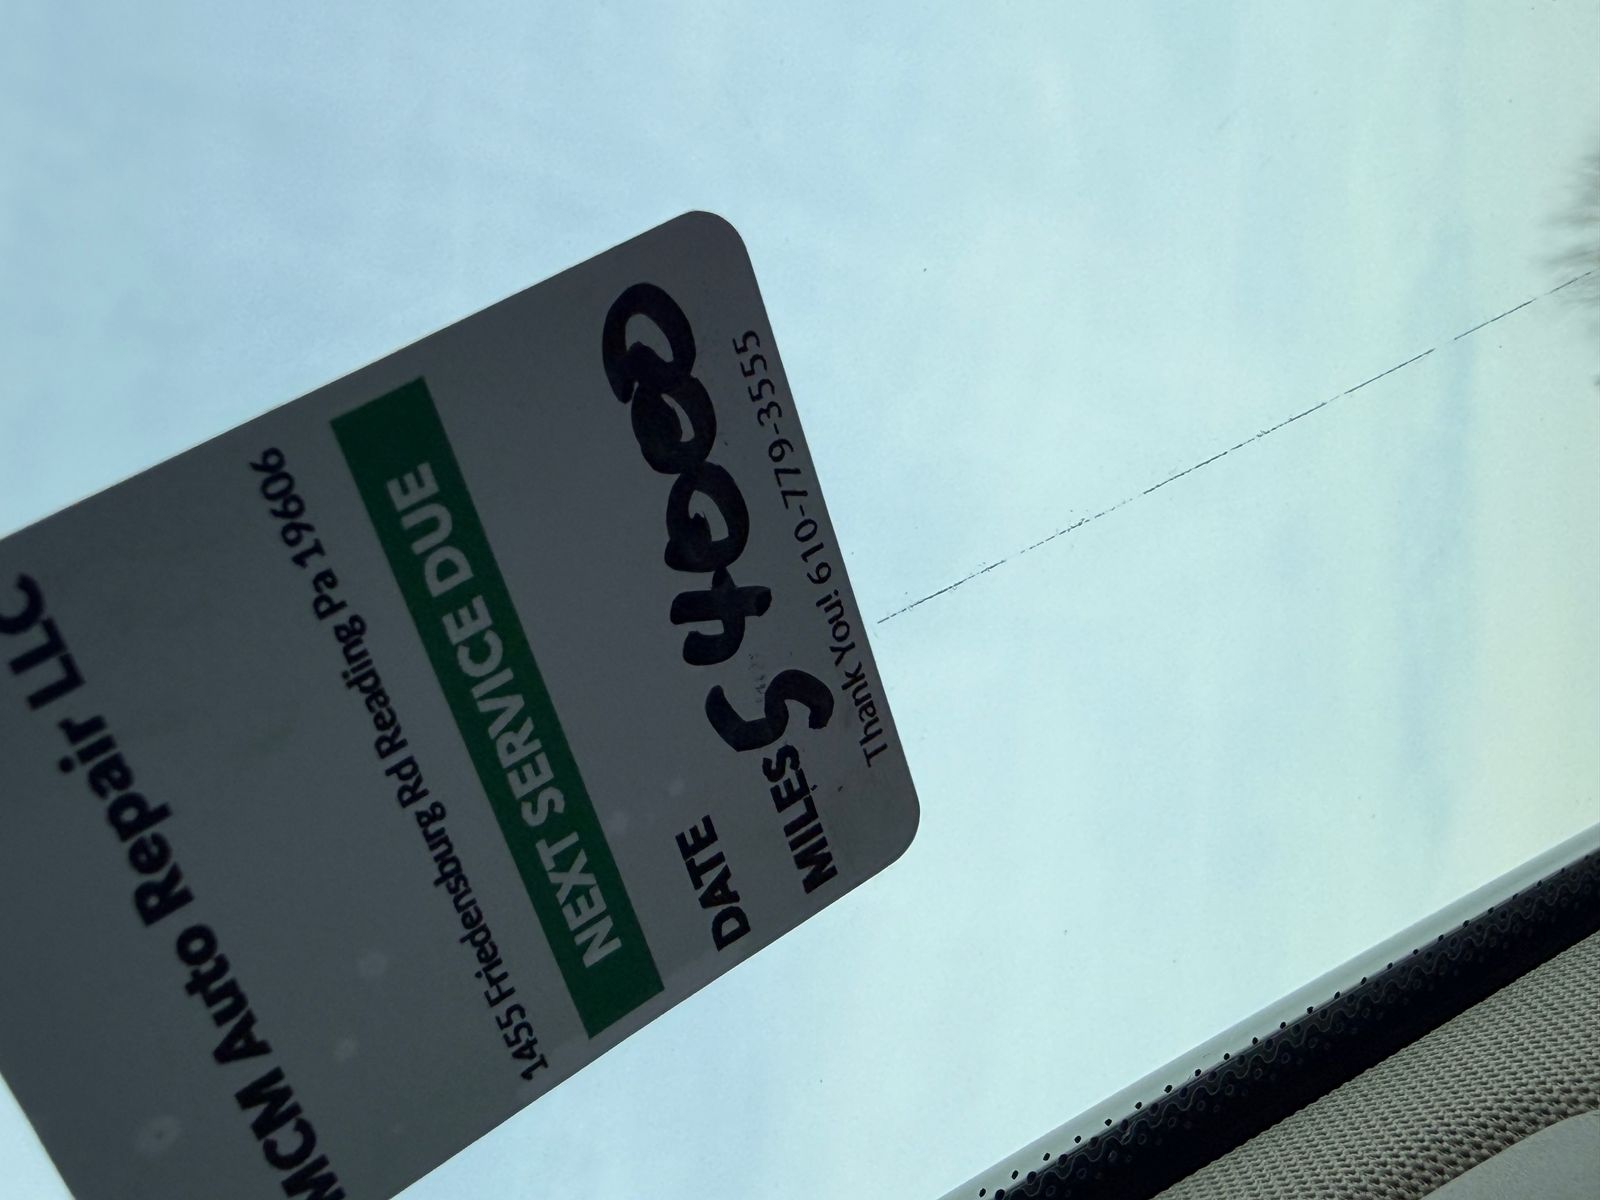 MCM Auto Repair LLC
1455 Friedensburg Rd Reading Pa 19606
NEXT SERVICE DUE
DATE
MILES 54000
Thank You! 610-779-3555